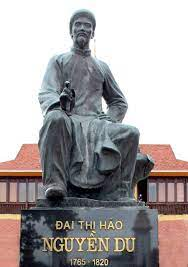 ĐẠI THI HÀO
NGUYỄN DU
1765 - 1820